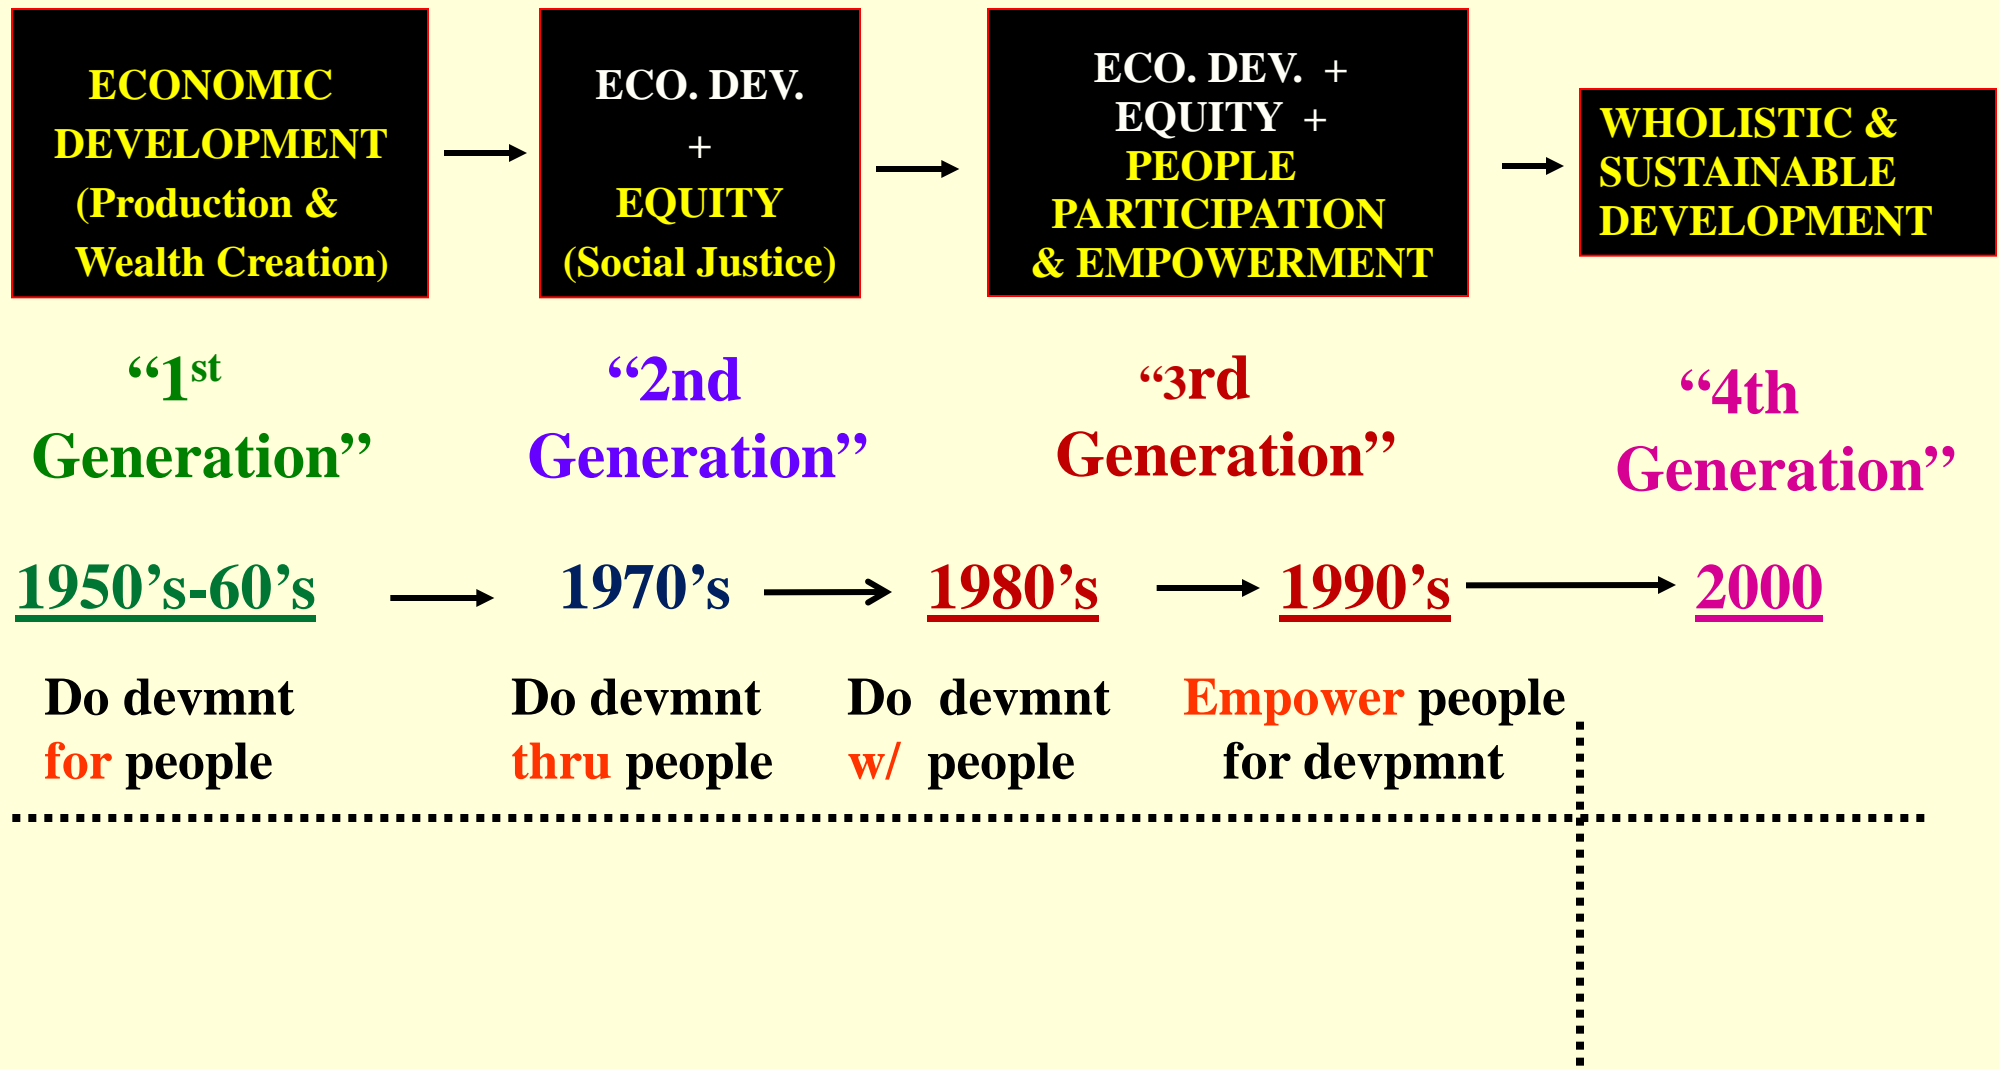 ECONOMIC
DEVELOPMENT
(Production &
Wealth Creation)
ECO. DEV.
+
EQUITY
(Social Justice)
ECO. DEV. +
EQUITY +
PEOPLE
PARTICIPATION
& EMPOWERMENT
WHOLISTIC &
SUSTAINABLE
DEVELOPMENT
“1st
Generation”
“2nd
Generation”
“3rd
Generation”
“4th
Generation”
1950’s-60’s
1970’s
1980’s
1990’s
2000
Do devmnt
for people
Do devmnt
thru people
Do devmnt
w/ people
Empower people
for devpmnt